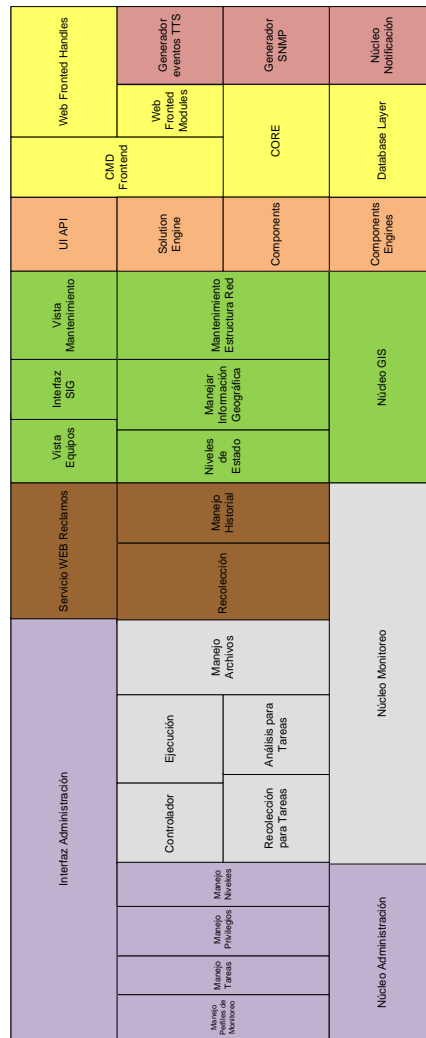 Interfaz Administración
Servicio WEB Reclamos
Vista
Equipos
Interfaz
SIG
Vista
Mantenimiento
UI API
CMD
Frontend
Web Fronted Handles
Manejo
Perfiles de
Monitoreo
Manejo
Tareas
Manejo
Privilegios
Manejo
Nivekes
Controlador
Ejecución
Recolección
para Tareas
Análisis para
Tareas
Manejo
Archivos
Recolección
Manejo
Historial
Niveles
de
Estado
Manejar
Información
Geográfica
Mantenimiento
Estructura Red
Solution
Engine
Components
Web
Fronted
Modules
CORE
Generador
eventos TTS
Generador
SNMP
Núcleo Administración
Núcleo Monitoreo
Núcleo GIS
Components
Engines
Database Layer
Núcleo
Notificación